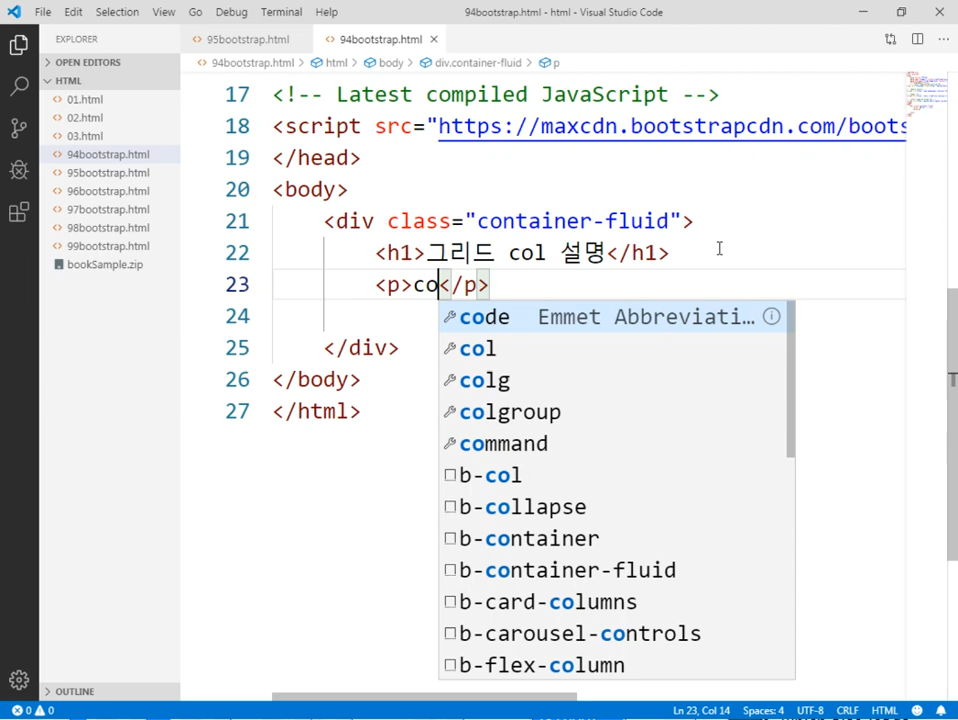 File Edit Selection View Go Debug Terminal Help 94bootstrap.html - html - Visual Studio Code
EXPLORER
OPEN EDITORS
HTML
01.html
02.html
03.html
94bootstrap.html
95bootstrap.html
96bootstrap.html
97bootstrap.html
98bootstrap.html
99bootstrap.html
bookSample.zip
OUTLINE
95bootstrap.html 94bootstrap.html
94bootstrap.html > html > body > div.container-fluid > p
17 <!-- Latest compiled JavaScript -->
18 <script src="https://maxcdn.bootstrapcdn.com/boots
19 </head>
20 <body>
21 <div class="container-fluid">
22 <h1>그리드 col 설명</h1>
23 <p>co</p>
24
25 </div>
26 </body>
27 </html>
code Emmet Abbreviati...
col
colg
colgroup
command
b-col
b-collapse
b-container
b-container-fluid
b-card-columns
b-carousel-controls
b-flex-column
0 0 Ln 23, Col 14 Spaces: 4 UTF-8 CRLF HTML